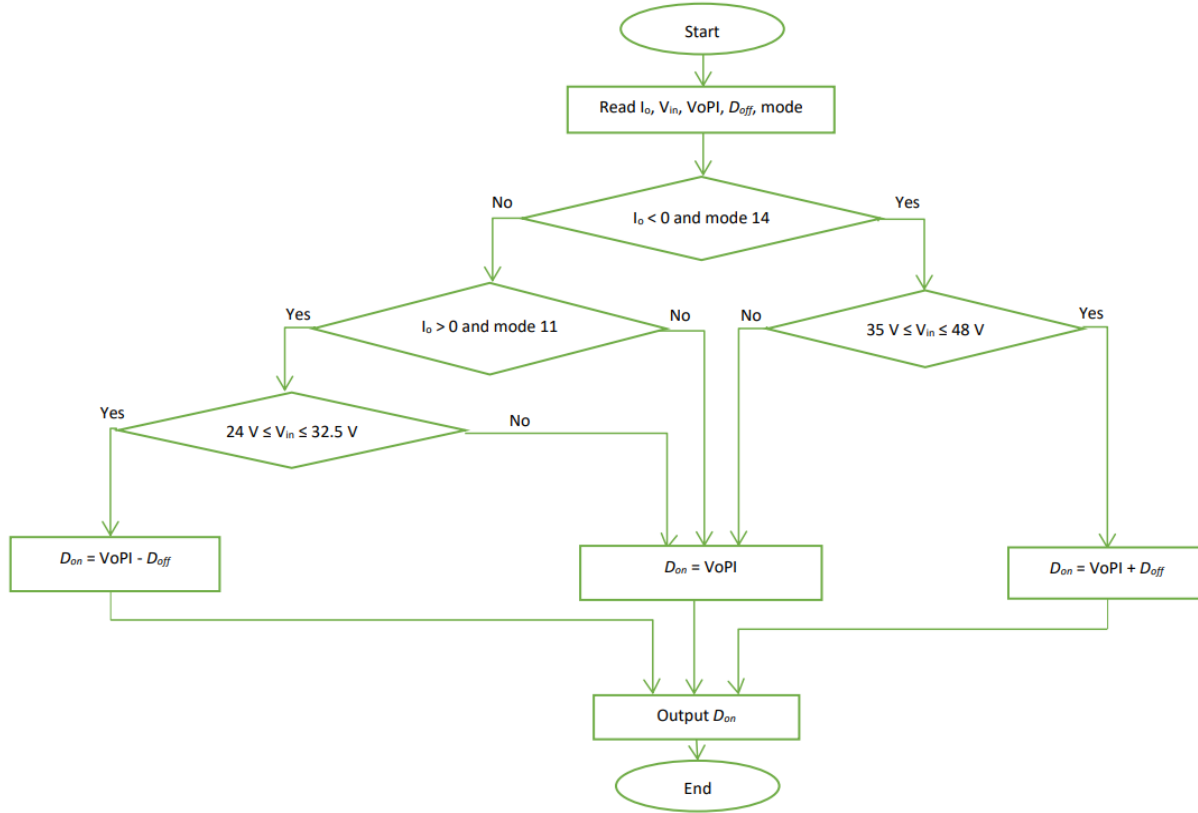 Start
Read Iₒ, Vᵢₙ, VoPI, D_off, mode
No
Yes
Iₒ < 0 and mode 14
Yes
No
No
Yes
Iₒ > 0 and mode 11
35 V ≤ Vᵢₙ ≤ 48 V
Yes
No
24 V ≤ Vᵢₙ ≤ 32.5 V
D_on = VoPI - D_off
D_on = VoPI
D_on = VoPI + D_off
Output D_on
End